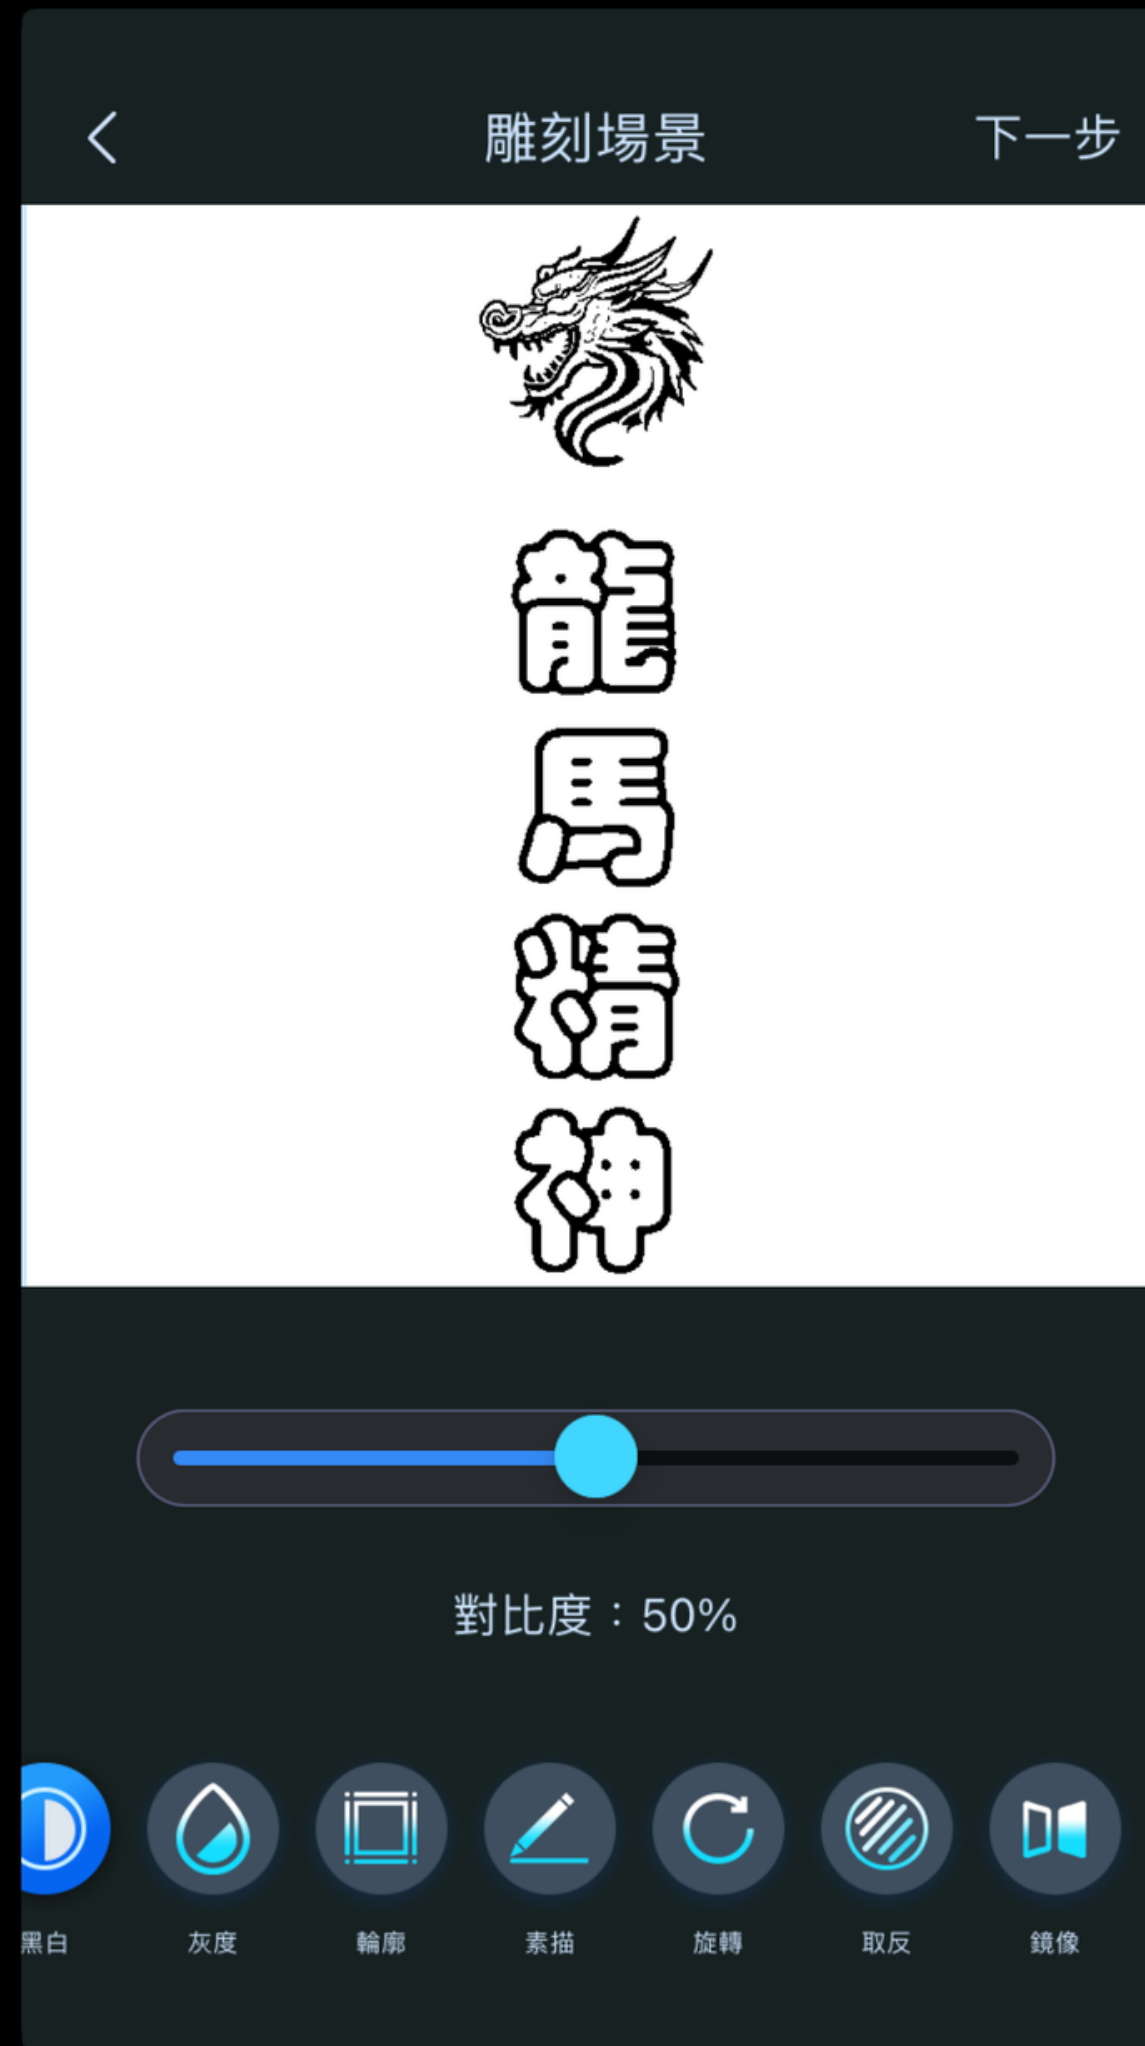 雕刻場景
下一步
龍
馬
精
神
對比度：50%
黑白
灰度
輪廓
素描
旋轉
取反
鏡像